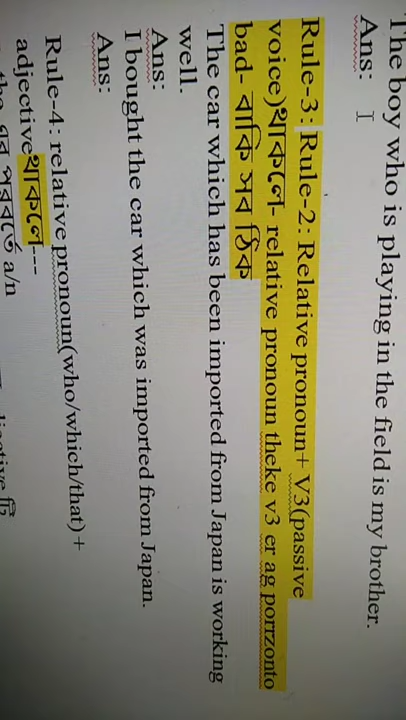 The boy who is playing in the field is my brother.
Ans:
Rule-3: Rule-2: Relative pronoun+ V3(passive
voice)থাকলে- relative pronoun theke v3 er ag porrzonto
bad- বাকি সব ঠিক
The car which has been imported from Japan is working
well.
Ans:
I bought the car which was imported from Japan.
Ans:
Rule-4: relative pronoun(who/which/that)+
adjectiveথাকলে---
a/n